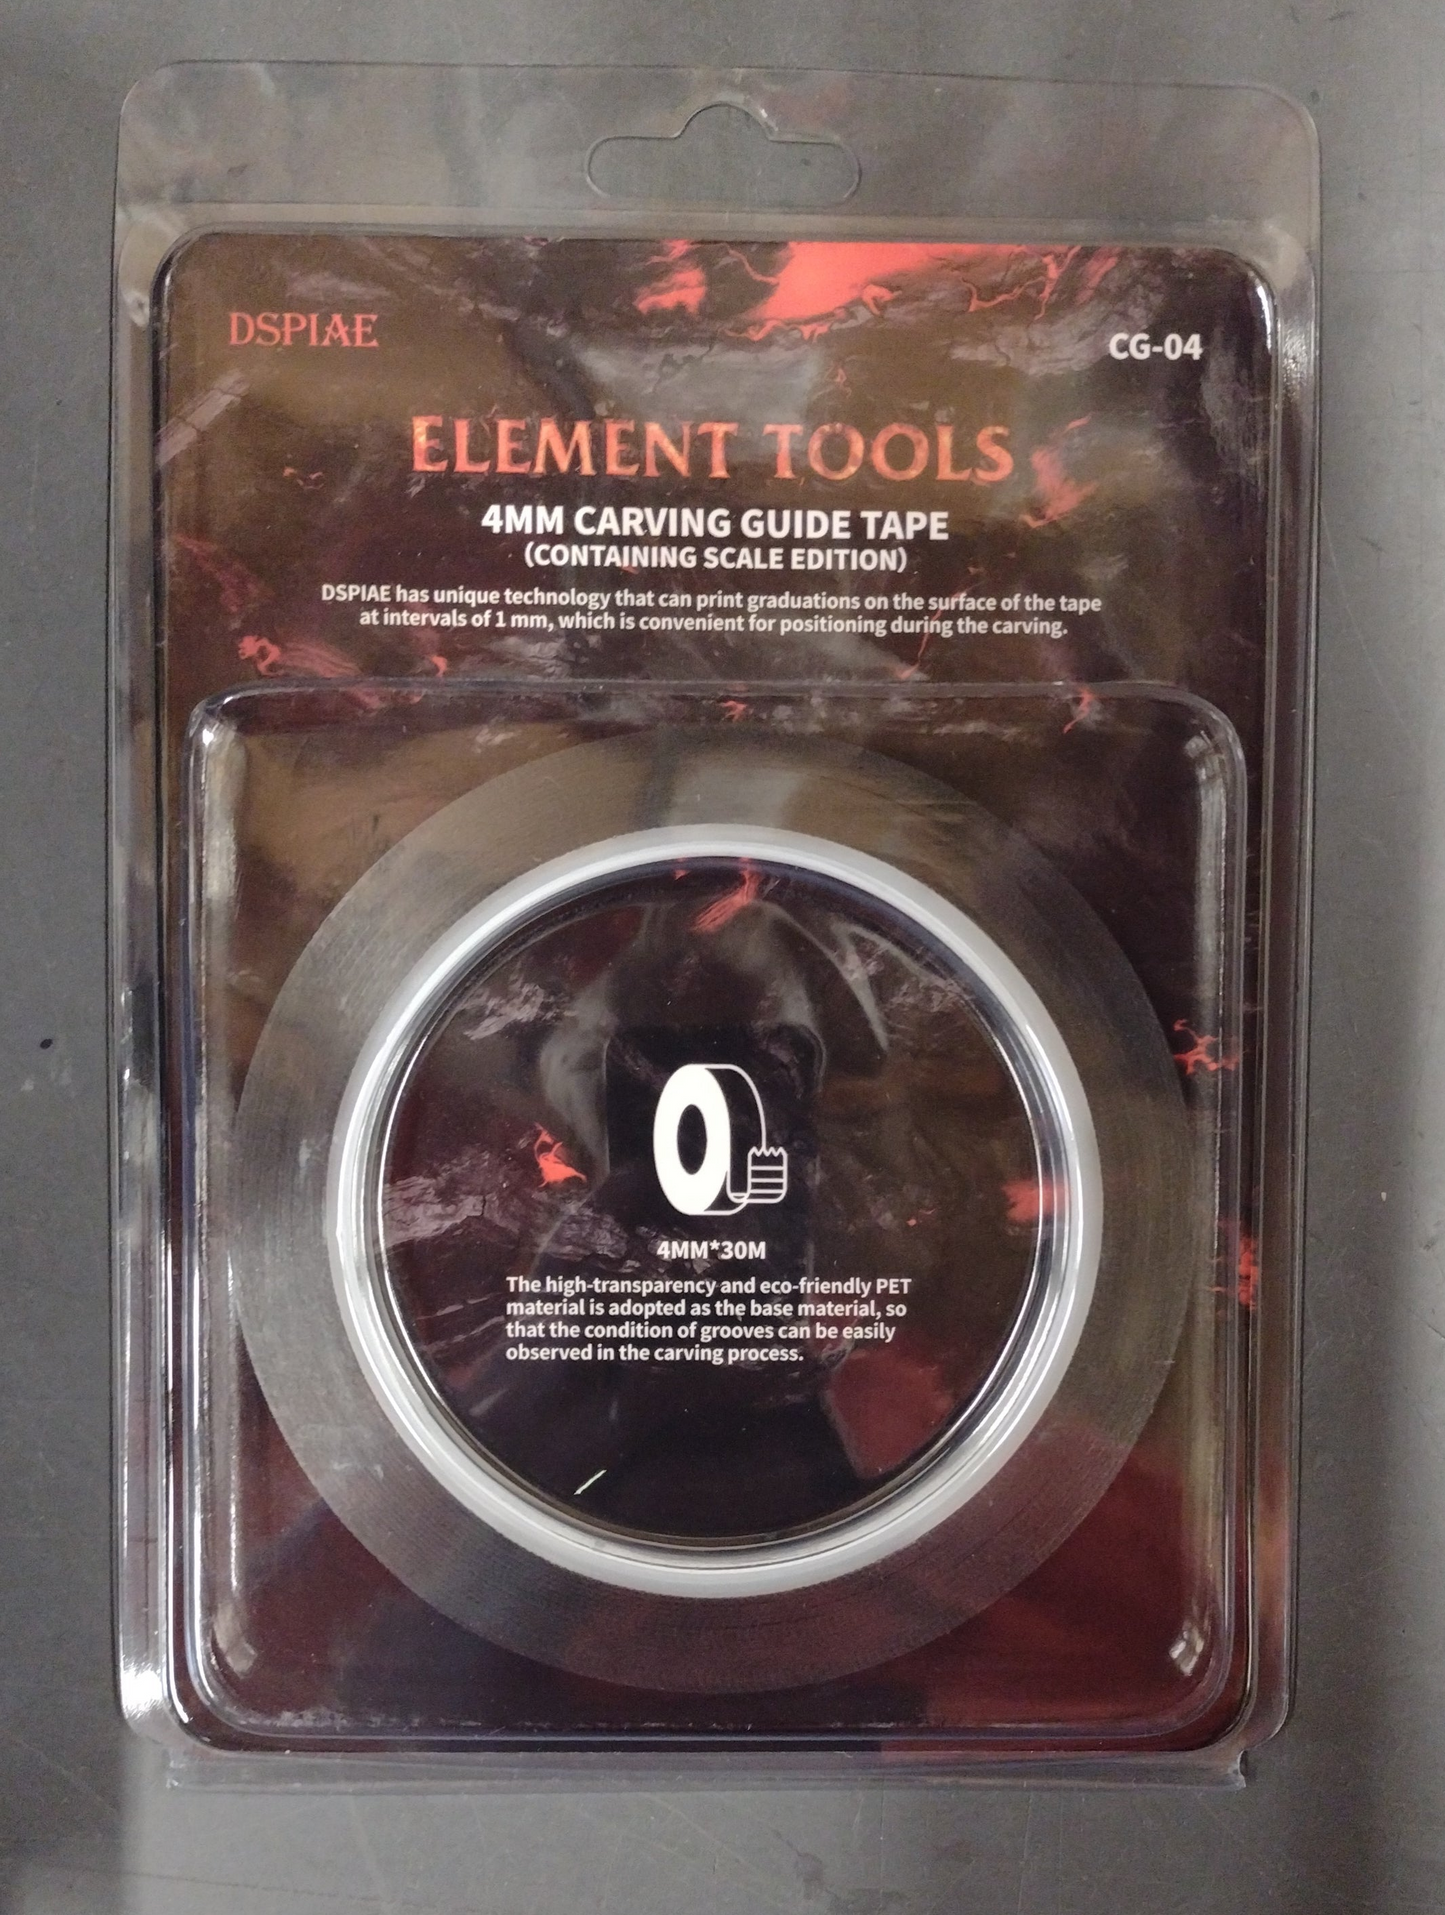 DSPIAE
CG-04
ELEMENT TOOLS
4MM CARVING GUIDE TAPE
(CONTAINING SCALE EDITION)
DSPIAE has unique technology that can print graduations on the surface of the tape
at intervals of 1 mm, which is convenient for positioning during the carving.
4MM*30M
The high-transparency and eco-friendly PET
material is adopted as the base material, so
that the condition of grooves can be easily
observed in the carving process.